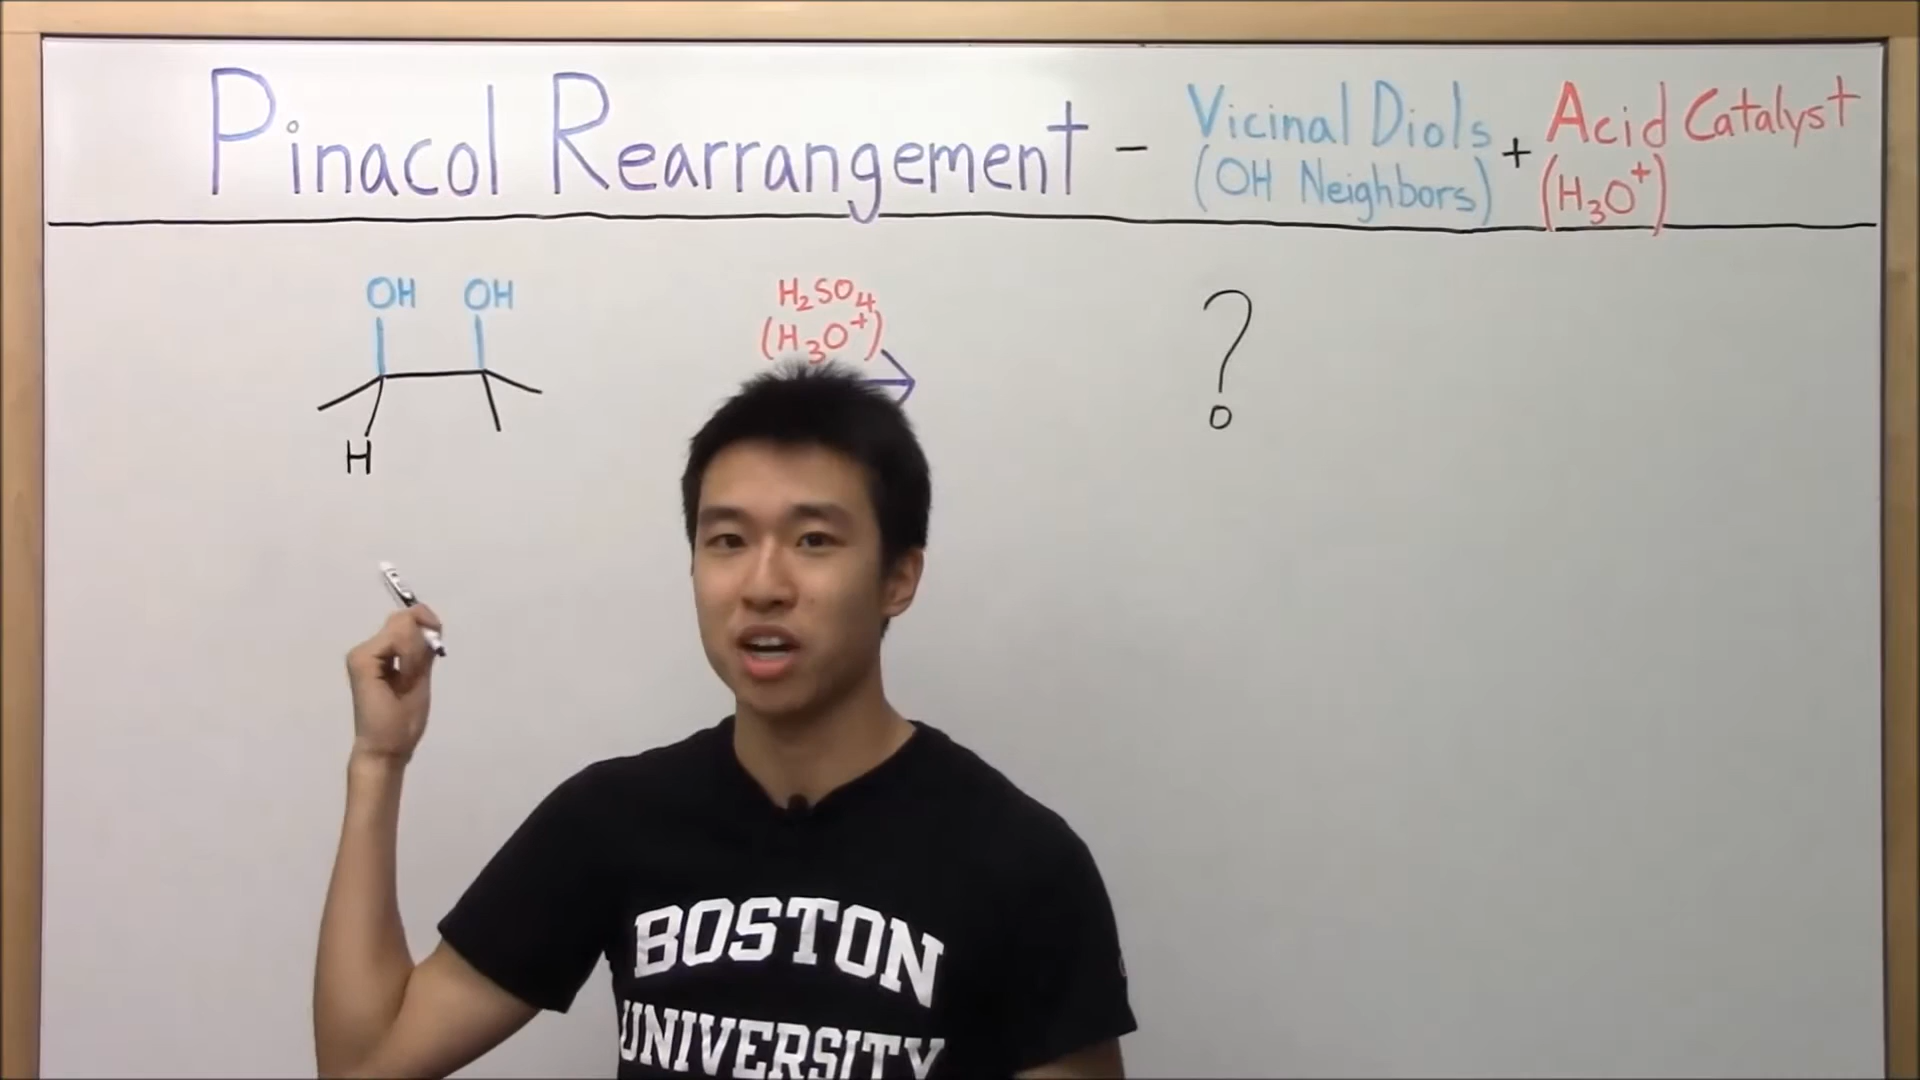 Pinacol Rearrangement - Vicinal Diols + Acid Catalyst
(OH Neighbors) (H₃O⁺)
OH OH
H₂SO₄
(H₃O⁺)
?
H
BOSTON
UNIVERSITY